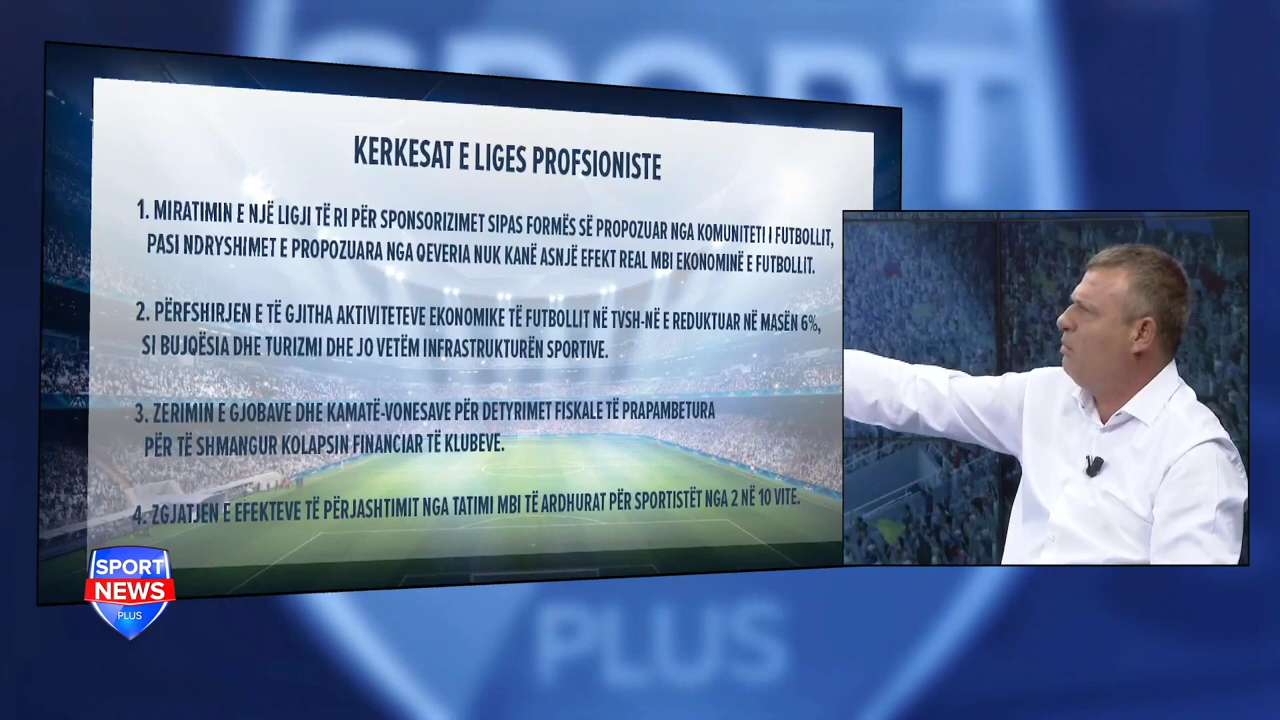 SPORT
KERKESAT E LIGES PROFSIONISTE
1. MIRATIMIN E NJË LIGJI TË RI PËR SPONSORIZIMET SIPAS FORMËS SË PROPOZUAR NGA KOMUNITETI I FUTBOLLIT,
PASI NDRYSHIMET E PROPOZUARA NGA QEVERIA NUK KANË ASNJË EFEKT REAL MBI EKONOMINË E FUTBOLLIT.
2. PËRFSHIRJEN E TË GJITHA AKTIVITETEVE EKONOMIKE TË FUTBOLLIT NË TVSH-NË E REDUKTUAR NË MASËN 6%,
SI BUJQËSIA DHE TURIZMI DHE JO VETËM INFRASTRUKTURËN SPORTIVE.
3. ZERIMIN E GJOBAVE DHE KAMATË-VONESAVE PËR DETYRIMET FISKALE TË PRAPAMBETURA
PËR TË SHMANGUR KOLAPSIN FINANCIAR TË KLUBEVE.
4. ZGJATJEN E EFEKTEVE TË PËRJASHTIMIT NGA TATIMI MBI TË ARDHURAT PËR SPORTISTËT NGA 2 NË 10 VITE.
SPORT
NEWS
PLUS
PLUS